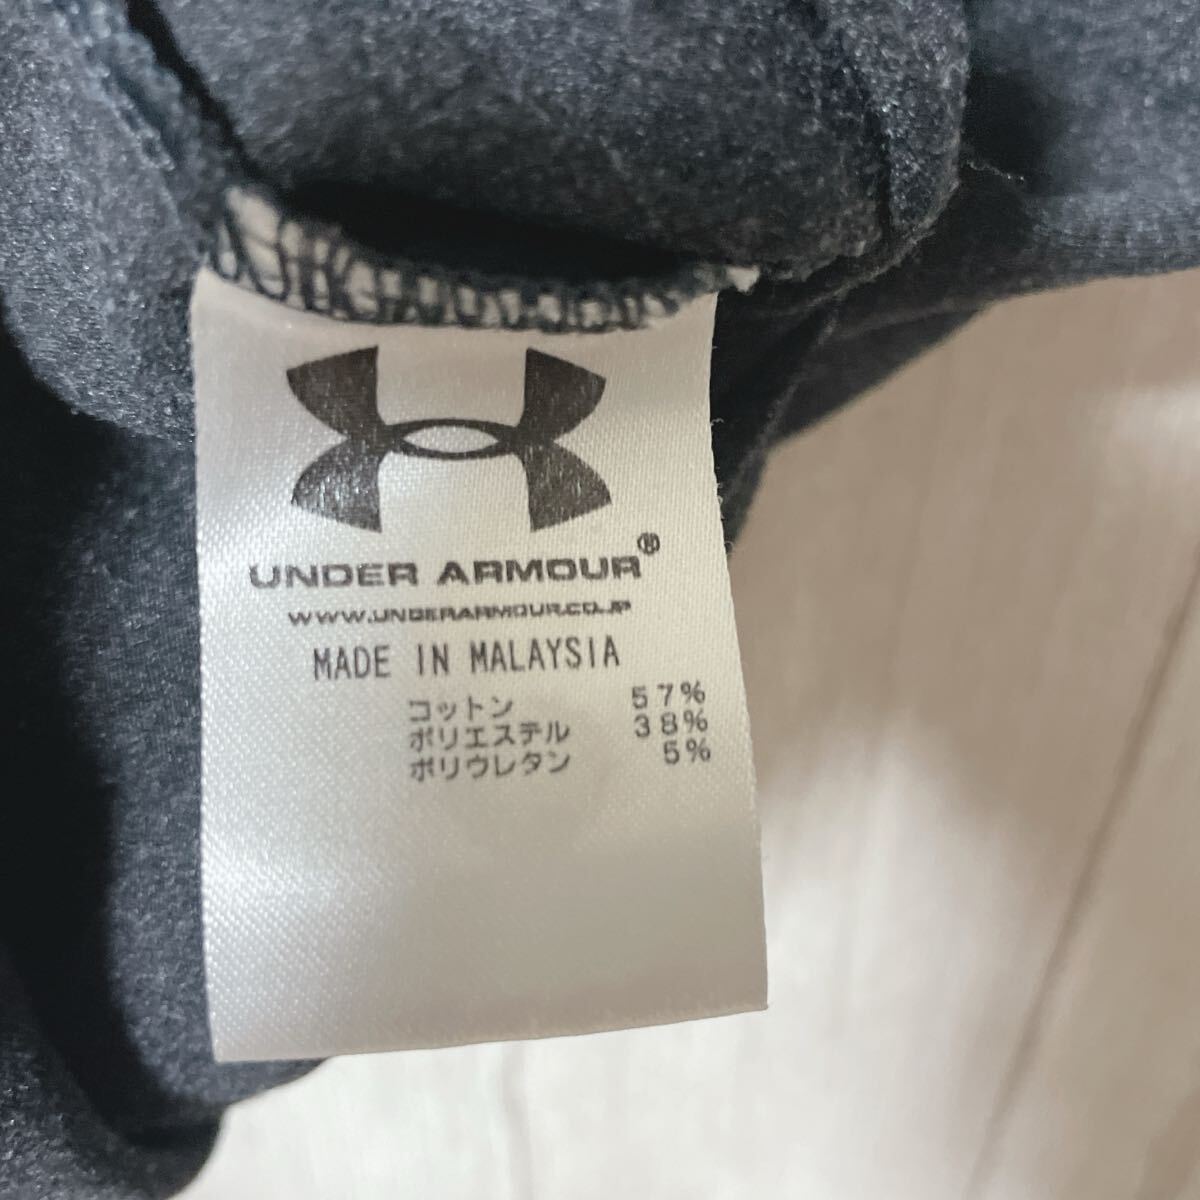 UNDER ARMOUR®
WWW.UNDERARMOUR.CO.JP
MADE IN MALAYSIA
コットン 57%
ポリエステル 38%
ポリウレタン 5%